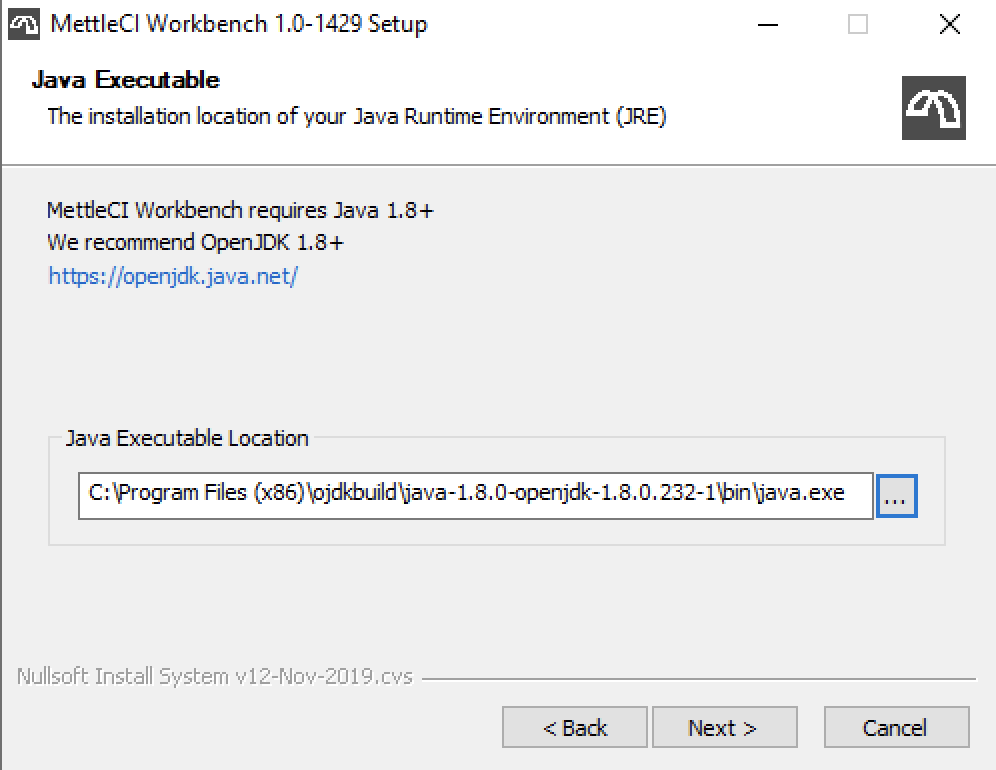 MettleCI Workbench 1.0-1429 Setup
Java Executable
The installation location of your Java Runtime Environment (JRE)
MettleCI Workbench requires Java 1.8+
We recommend OpenJDK 1.8+
https://openjdk.java.net/
Java Executable Location
C:\Program Files (x86)\ojdkbuild\java-1.8.0-openjdk-1.8.0.232-1\bin\java.exe
...
Nullsoft Install System v12-Nov-2019.cvs
< Back
Next >
Cancel